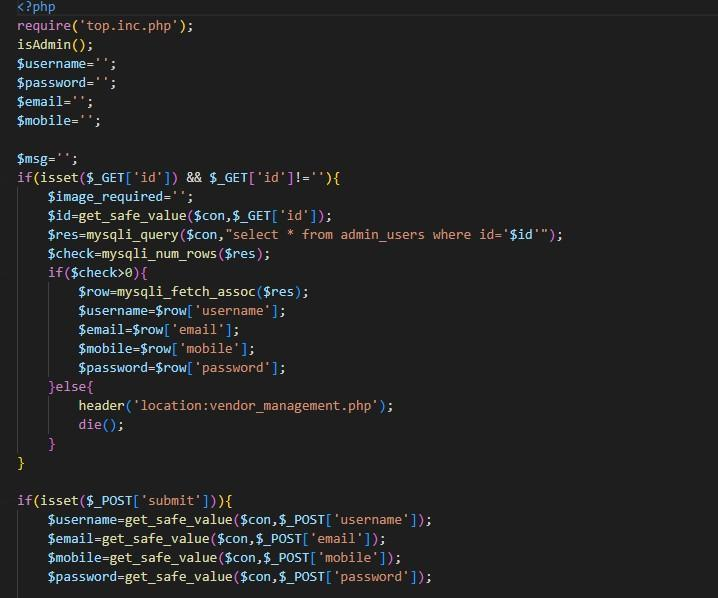 <?php
require('top.inc.php');
isAdmin();
$username='';
$password='';
$email='';
$mobile='';

$msg='';
if(isset($_GET['id']) && $_GET['id']!=''){
    $image_required='';
    $id=get_safe_value($con,$_GET['id']);
    $res=mysqli_query($con,"select * from admin_users where id='$id'");
    $check=mysqli_num_rows($res);
    if($check>0){
        $row=mysqli_fetch_assoc($res);
        $username=$row['username'];
        $email=$row['email'];
        $mobile=$row['mobile'];
        $password=$row['password'];
    }else{
        header('location:vendor_management.php');
        die();
    }
}

if(isset($_POST['submit'])){
    $username=get_safe_value($con,$_POST['username']);
    $email=get_safe_value($con,$_POST['email']);
    $mobile=get_safe_value($con,$_POST['mobile']);
    $password=get_safe_value($con,$_POST['password']);